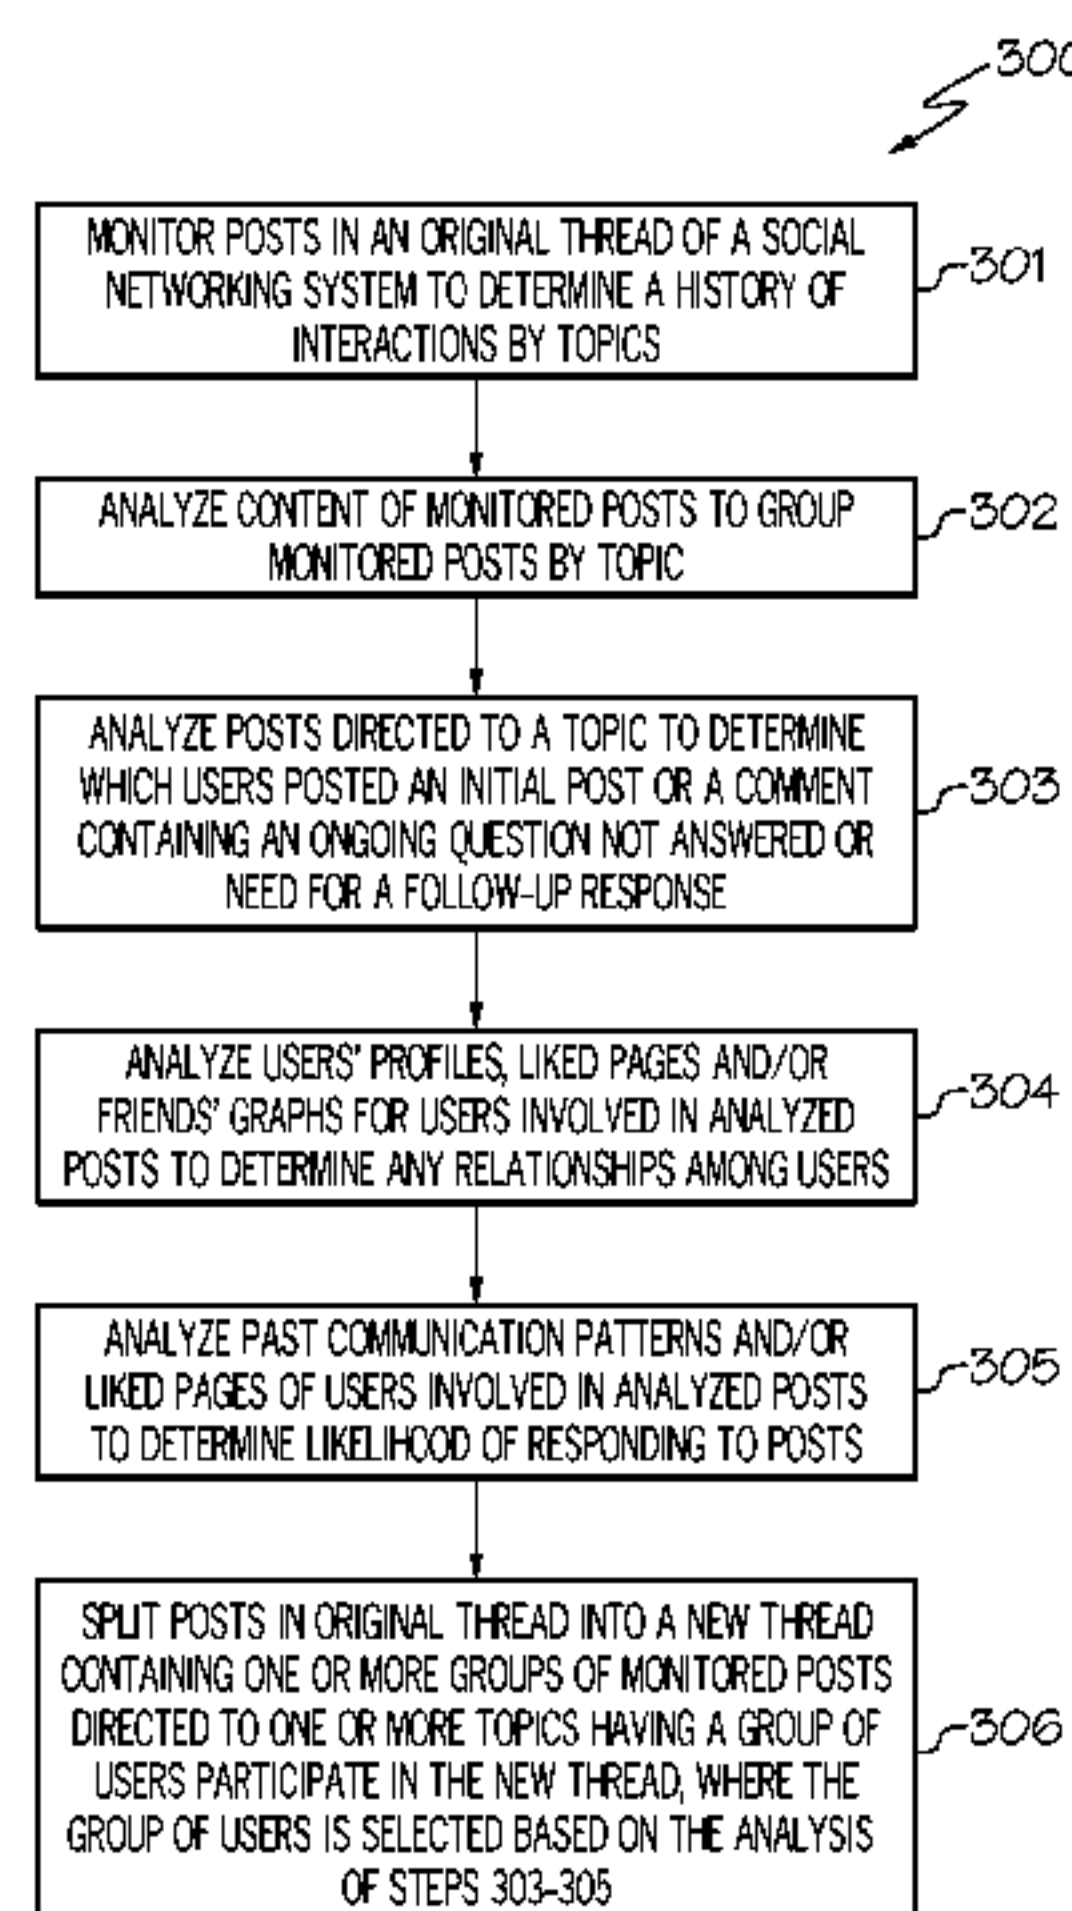 300
MONITOR POSTS IN AN ORIGINAL THREAD OF A SOCIAL
NETWORKING SYSTEM TO DETERMINE A HISTORY OF
INTERACTIONS BY TOPICS
301
ANALYZE CONTENT OF MONITORED POSTS TO GROUP
MONITORED POSTS BY TOPIC
302
ANALYZE POSTS DIRECTED TO A TOPIC TO DETERMINE
WHICH USERS POSTED AN INITIAL POST OR A COMMENT
CONTAINING AN ONGOING QUESTION NOT ANSWERED OR
NEED FOR A FOLLOW-UP RESPONSE
303
ANALYZE USERS' PROFILES, LIKED PAGES AND/OR
FRIENDS' GRAPHS FOR USERS INVOLVED IN ANALYZED
POSTS TO DETERMINE ANY RELATIONSHIPS AMONG USERS
304
ANALYZE PAST COMMUNICATION PATTERNS AND/OR
LIKED PAGES OF USERS INVOLVED IN ANALYZED POSTS
TO DETERMINE LIKELIHOOD OF RESPONDING TO POSTS
305
SPLIT POSTS IN ORIGINAL THREAD INTO A NEW THREAD
CONTAINING ONE OR MORE GROUPS OF MONITORED POSTS
DIRECTED TO ONE OR MORE TOPICS HAVING A GROUP OF
USERS PARTICIPATE IN THE NEW THREAD, WHERE THE
GROUP OF USERS IS SELECTED BASED ON THE ANALYSIS
OF STEPS 303-305
306